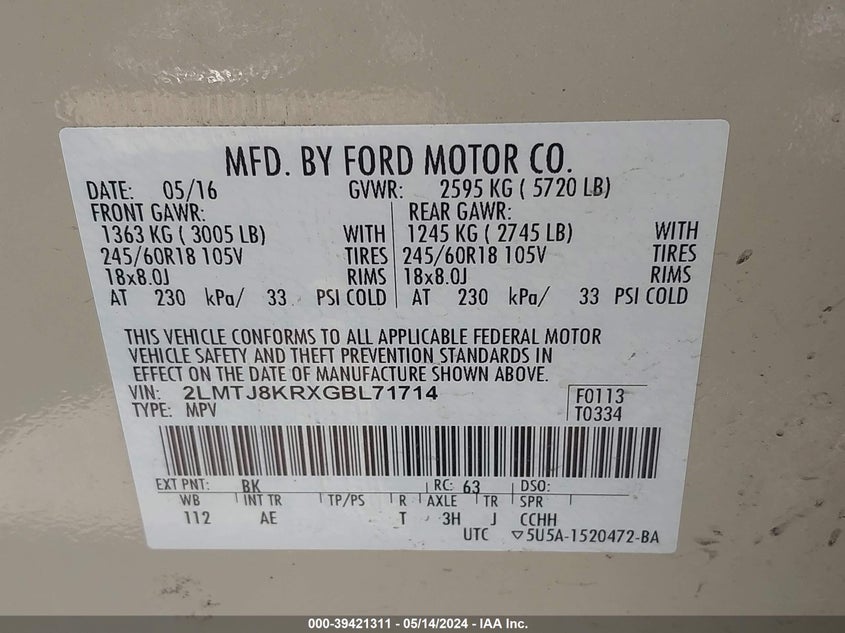 MFD. BY FORD MOTOR CO.
DATE: 05/16 GVWR: 2595 KG ( 5720 LB)
FRONT GAWR: REAR GAWR:
1363 KG ( 3005 LB) WITH 1245 KG ( 2745 LB) WITH
245/60R18 105V TIRES 245/60R18 105V TIRES
18x8.0J RIMS 18x8.0J RIMS
AT 230 kPa/ 33 PSI COLD AT 230 kPa/ 33 PSI COLD
THIS VEHICLE CONFORMS TO ALL APPLICABLE FEDERAL MOTOR
VEHICLE SAFETY AND THEFT PREVENTION STANDARDS IN
EFFECT ON THE DATE OF MANUFACTURE SHOWN ABOVE.
VIN: 2LMTJ8KRXGBL71714 F0113
TYPE: MPV T0334
EXT PNT: BK RC: 63 DSO:
WB INT TR TP/PS R AXLE TR SPR
112 AE T 3H J CCHH
UTC ▽5U5A-1520472-BA
000-39421311 - 05/14/2024 - IAA Inc.